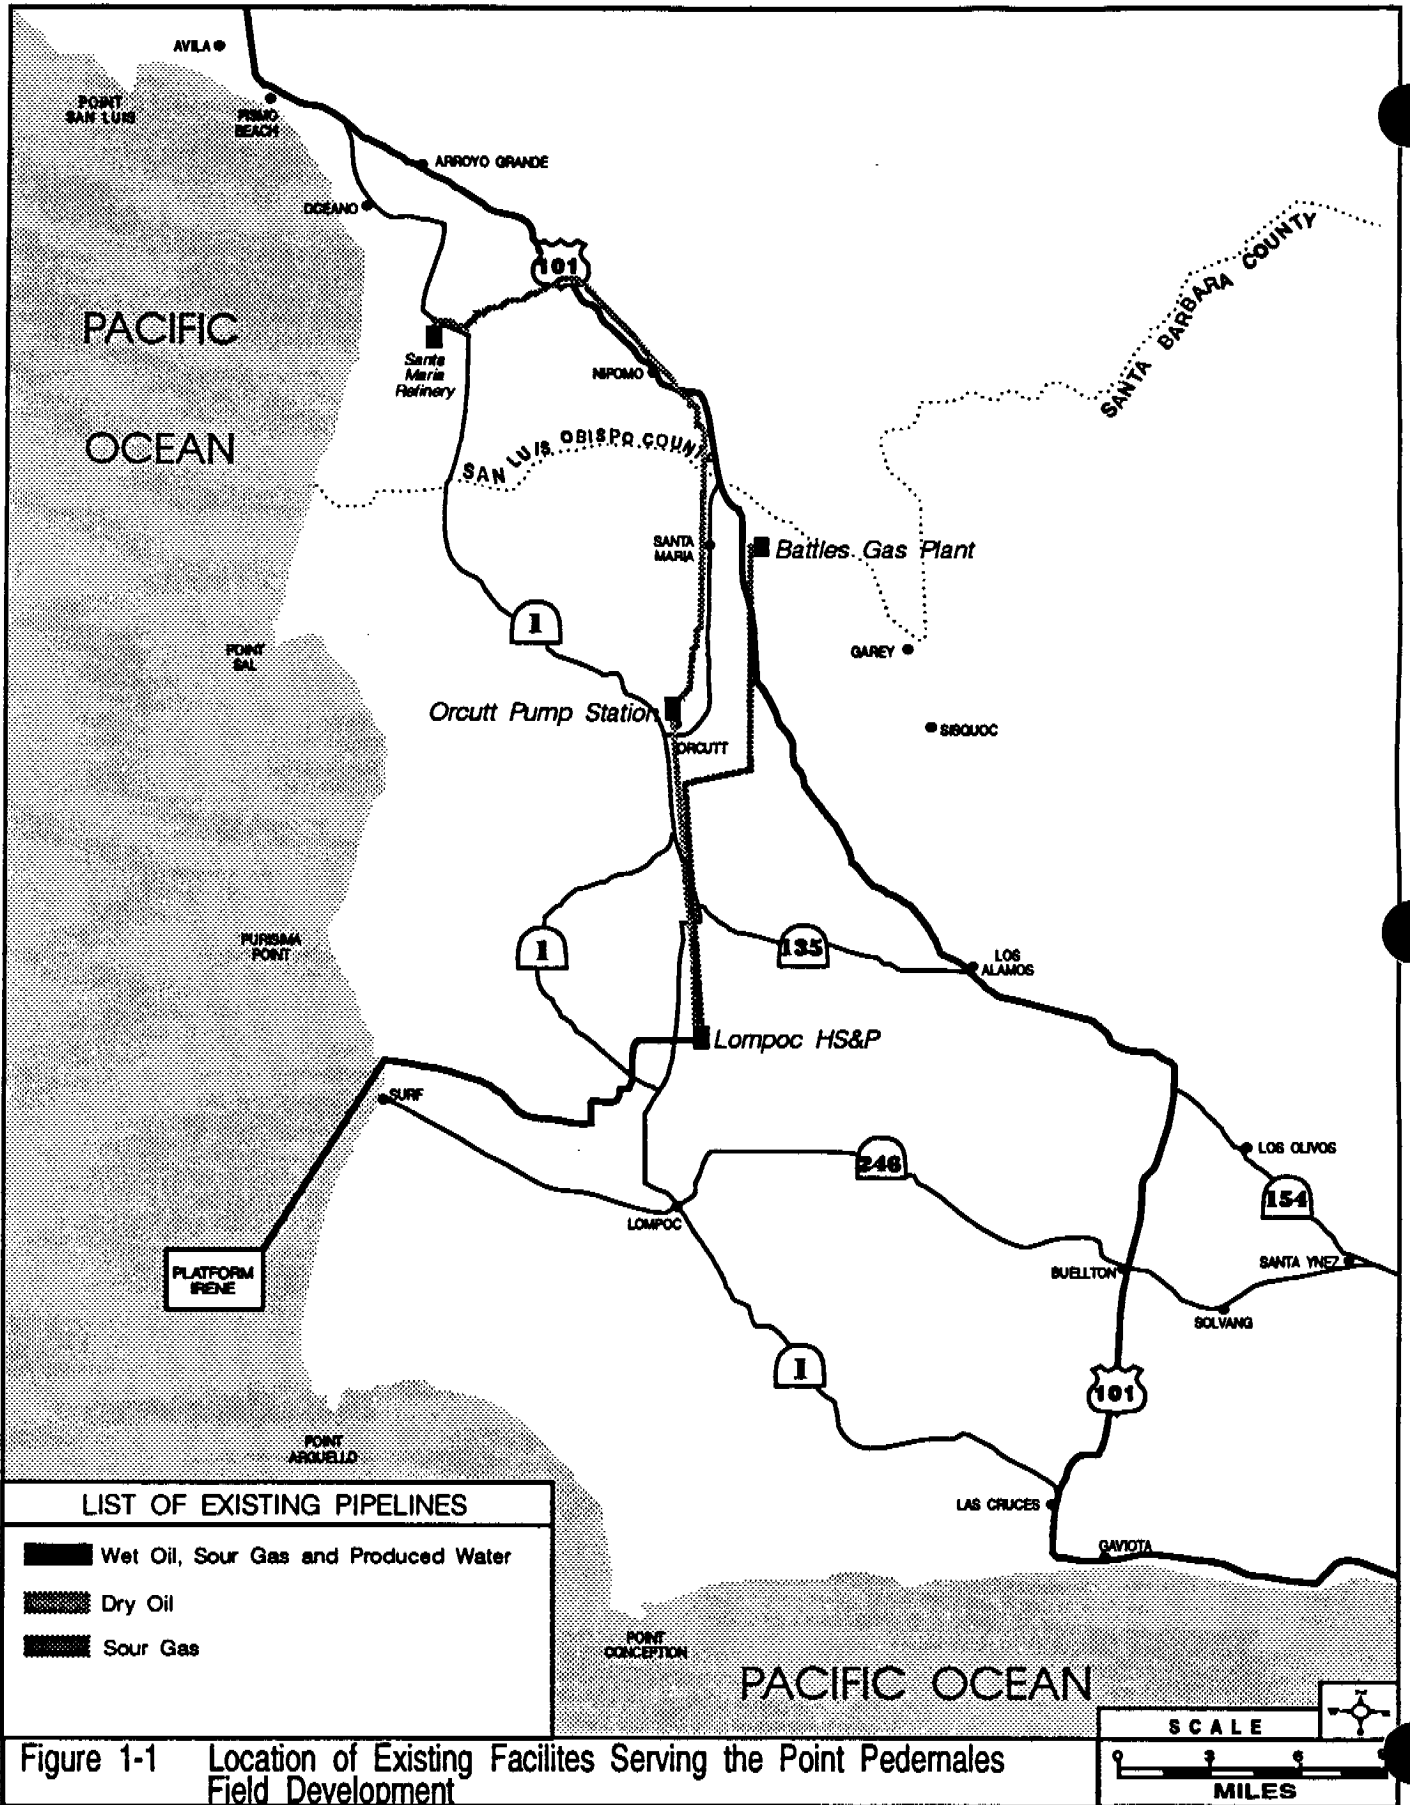 AVILA
POINT
SAN LUIS
PISMO
BEACH
ARROYO GRANDE
OCEANO
101
SANTA BARBARA COUNTY
PACIFIC
OCEAN
Santa
Maria
Refinery
NIPOMO
SAN LUIS OBISPO COUNT
SANTA
MARIA
Battles Gas Plant
1
POINT
SAL
GAREY
Orcutt Pump Station
SISQUOC
ORCUTT
PURISIMA
POINT
1
135
LOS
ALAMOS
Lompoc HS&P
SURF
246
LOS OLIVOS
154
LOMPOC
PLATFORM
IRENE
BUELLTON
SANTA YNEZ
SOLVANG
1
101
POINT
ARGUELLO
LAS CRUCES
GAVIOTA
LIST OF EXISTING PIPELINES
Wet Oil, Sour Gas and Produced Water
Dry Oil
Sour Gas
POINT
CONCEPTION
PACIFIC OCEAN
SCALE
0 3 6 9
MILES
Figure 1-1 Location of Existing Facilites Serving the Point Pedernales
Field Development